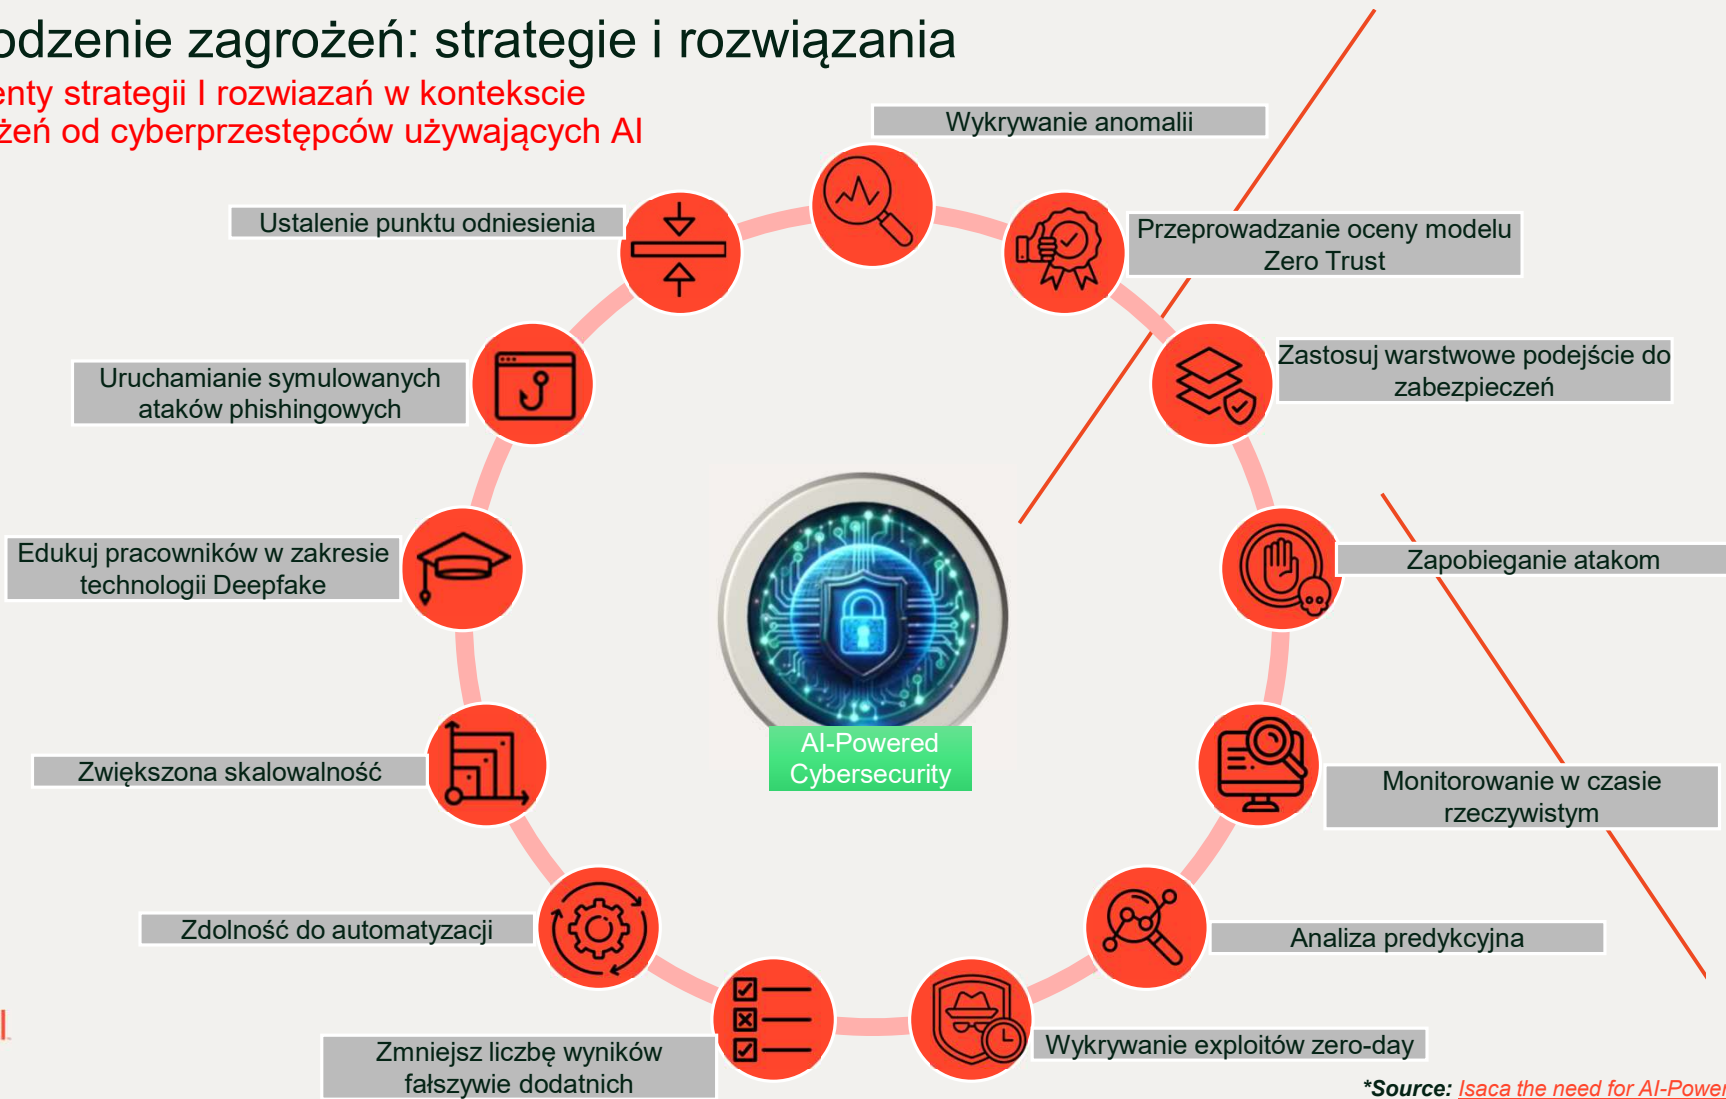 odzenie zagrożeń: strategie i rozwiązania
enty strategii I rozwiazań w kontekscie
żeń od cyberprzestępców używających AI
Wykrywanie anomalii
Ustalenie punktu odniesienia
Przeprowadzanie oceny modelu
Zero Trust
Zastosuj warstwowe podejście do
zabezpieczeń
Uruchamianie symulowanych
ataków phishingowych
Edukuj pracowników w zakresie
technologii Deepfake
Zapobieganie atakom
AI-Powered
Cybersecurity
Zwiększona skalowalność
Monitorowanie w czasie
rzeczywistym
Zdolność do automatyzacji
Analiza predykcyjna
Zmniejsz liczbę wyników
fałszywie dodatnich
Wykrywanie exploitów zero-day
*Source: Isaca the need for AI-Power